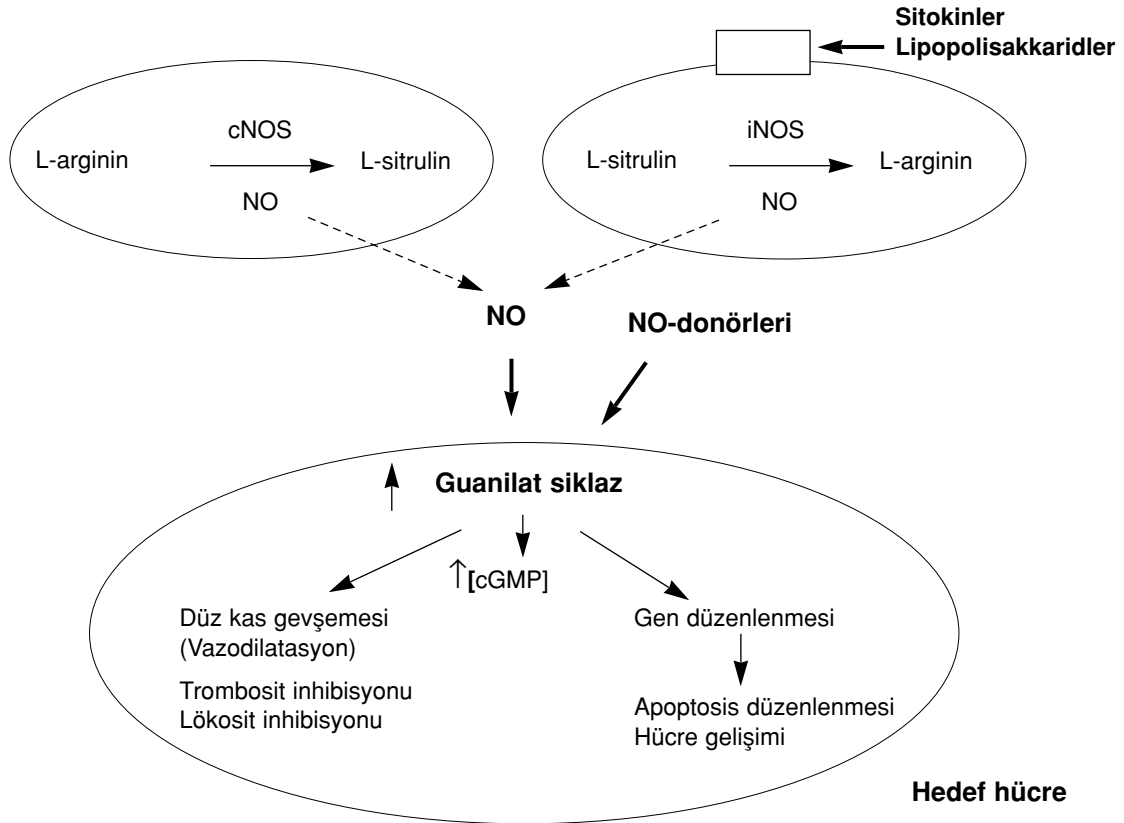 Sitokinler
Lipopolisakkaridler
cNOS
L-arginin
L-sitrulin
NO
iNOS
L-sitrulin
L-arginin
NO
NO
NO-donörleri
Guanilat siklaz
↑[cGMP]
Düz kas gevşemesi
(Vazodilatasyon)
Trombosit inhibisyonu
Lökosit inhibisyonu
Gen düzenlenmesi
Apoptosis düzenlenmesi
Hücre gelişimi
Hedef hücre